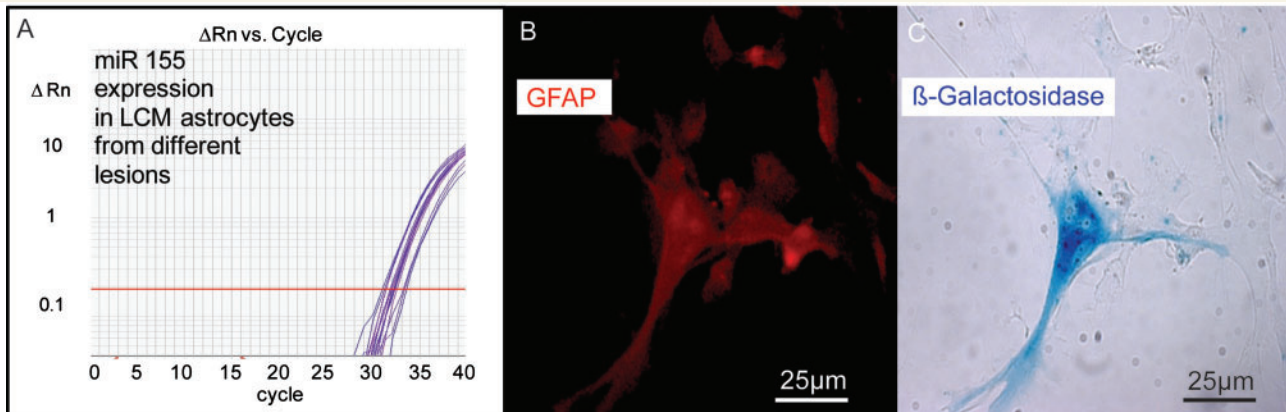 A
ΔRn vs. Cycle
miR 155
expression
in LCM astrocytes
from different
lesions
Δ Rn
10
1
0.1
0 5 10 15 20 25 30 35 40
cycle
B
GFAP
25μm
C
ß-Galactosidase
25μm